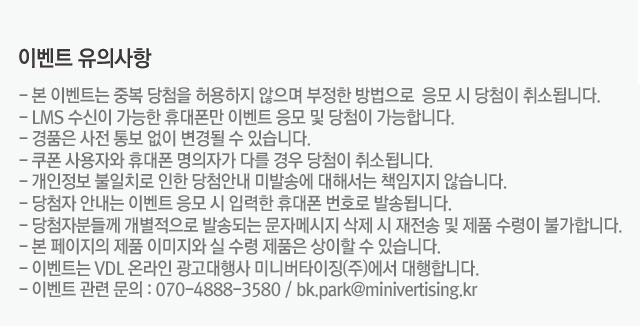 이벤트 유의사항
- 본 이벤트는 중복 당첨을 허용하지 않으며 부정한 방법으로 응모 시 당첨이 취소됩니다.
- LMS 수신이 가능한 휴대폰만 이벤트 응모 및 당첨이 가능합니다.
- 경품은 사전 통보 없이 변경될 수 있습니다.
- 쿠폰 사용자와 휴대폰 명의자가 다를 경우 당첨이 취소됩니다.
- 개인정보 불일치로 인한 당첨안내 미발송에 대해서는 책임지지 않습니다.
- 당첨자 안내는 이벤트 응모 시 입력한 휴대폰 번호로 발송됩니다.
- 당첨자분들께 개별적으로 발송되는 문자메시지 삭제 시 재전송 및 제품 수령이 불가합니다.
- 본 페이지의 제품 이미지와 실 수령 제품은 상이할 수 있습니다.
- 이벤트는 VDL 온라인 광고대행사 미니버타이징(주)에서 대행합니다.
- 이벤트 관련 문의 : 070-4888-3580 / bk.park@minivertising.kr